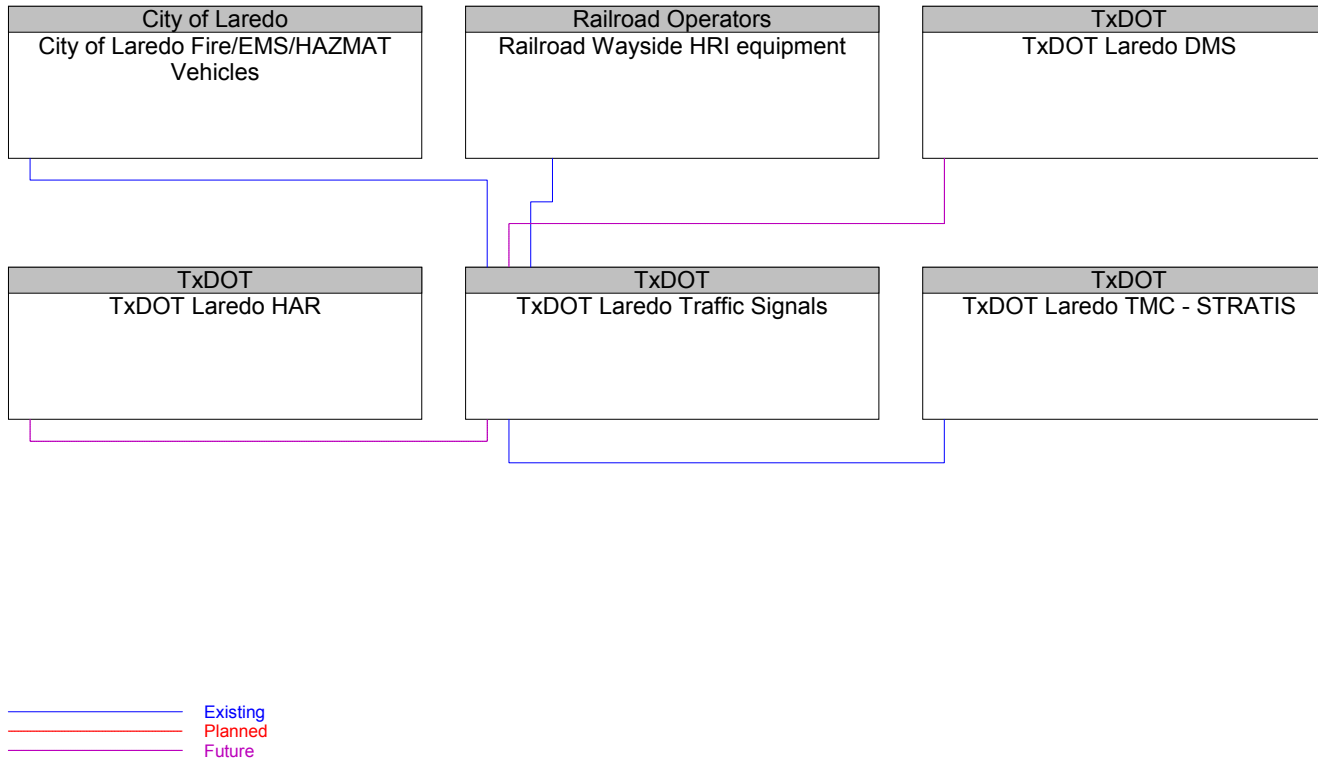 City of Laredo
City of Laredo Fire/EMS/HAZMAT
Vehicles
Railroad Operators
Railroad Wayside HRI equipment
TxDOT
TxDOT Laredo DMS
TxDOT
TxDOT Laredo HAR
TxDOT
TxDOT Laredo Traffic Signals
TxDOT
TxDOT Laredo TMC - STRATIS
Existing
Planned
Future